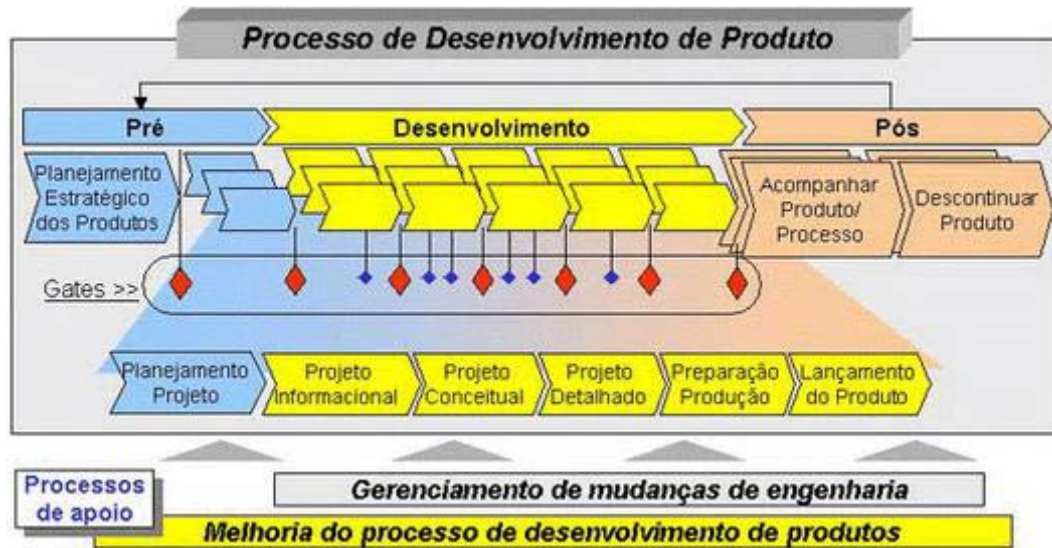 Processo de Desenvolvimento de Produto
Pré
Desenvolvimento
Pós
Planejamento
Estratégico
dos Produtos
Acompanhar
Produto/
Processo
Descontinuar
Produto
Gates >>
Planejamento
Projeto
Projeto
Informacional
Projeto
Conceitual
Projeto
Detalhado
Preparação
Produção
Lançamento
do Produto
Processos
de apoio
Gerenciamento de mudanças de engenharia
Melhoria do processo de desenvolvimento de produtos